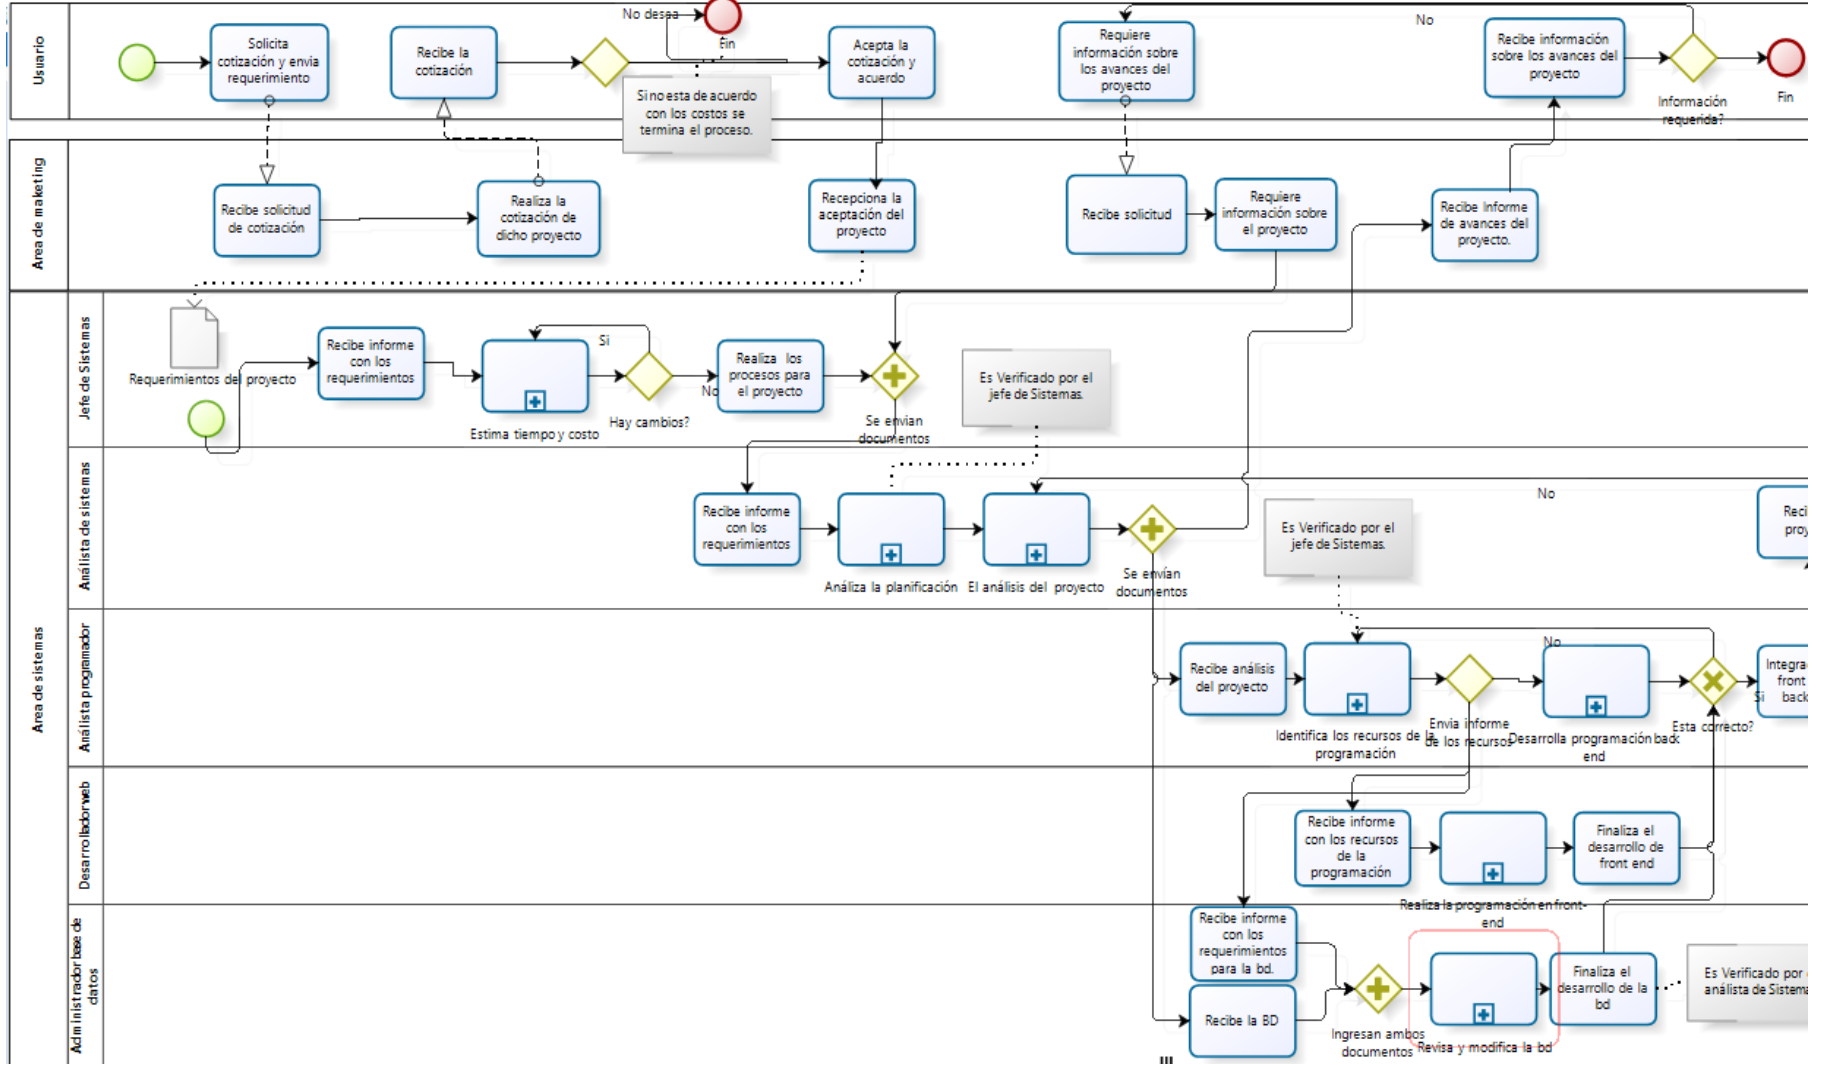 Usuario
Solicita
cotización y envia
requerimiento
Recibe la
cotización
No desea
Fin
Si no esta de acuerdo
con los costos se
termina el proceso.
Acepta la
cotización y
acuerdo
Requiere
información sobre
los avances del
proyecto
No
Recibe información
sobre los avances del
proyecto
Información
requerida?
Fin
Area de marketing
Recibe solicitud
de cotización
Realiza la
cotización de
dicho proyecto
Recepciona la
aceptación del
proyecto
Recibe solicitud
Requiere
información sobre
el proyecto
Recibe Informe
de avances del
proyecto.
Area de sistemas
Jefe de Sistemas
Requerimientos del proyecto
Recibe informe
con los
requerimientos
Estima tiempo y costo
Si
Hay cambios?
No
Realiza los
procesos para
el proyecto
Se envian
documentos
Es Verificado por el
jefe de Sistemas.
Análista de sistemas
Recibe informe
con los
requerimientos
Análiza la planificación
El análisis del proyecto
Se envían
documentos
Es Verificado por el
jefe de Sistemas.
No
Reci
proy
Análista programador
Recibe análisis
del proyecto
Identifica los recursos de la
programación
Envia informe
de los recursos
No
Desarrolla programación back
end
Esta correcto?
Si
Integra
front
back
Desarrollador web
Recibe informe
con los recursos
de la
programación
Realiza la programación en front-
end
Finaliza el
desarrollo de
front end
Administrador base de
datos
Recibe informe
con los
requerimientos
para la bd.
Recibe la BD
Ingresan ambos
documentos
Revisa y modifica la bd
Finaliza el
desarrollo de la
bd
Es Verificado por
análista de Sistema